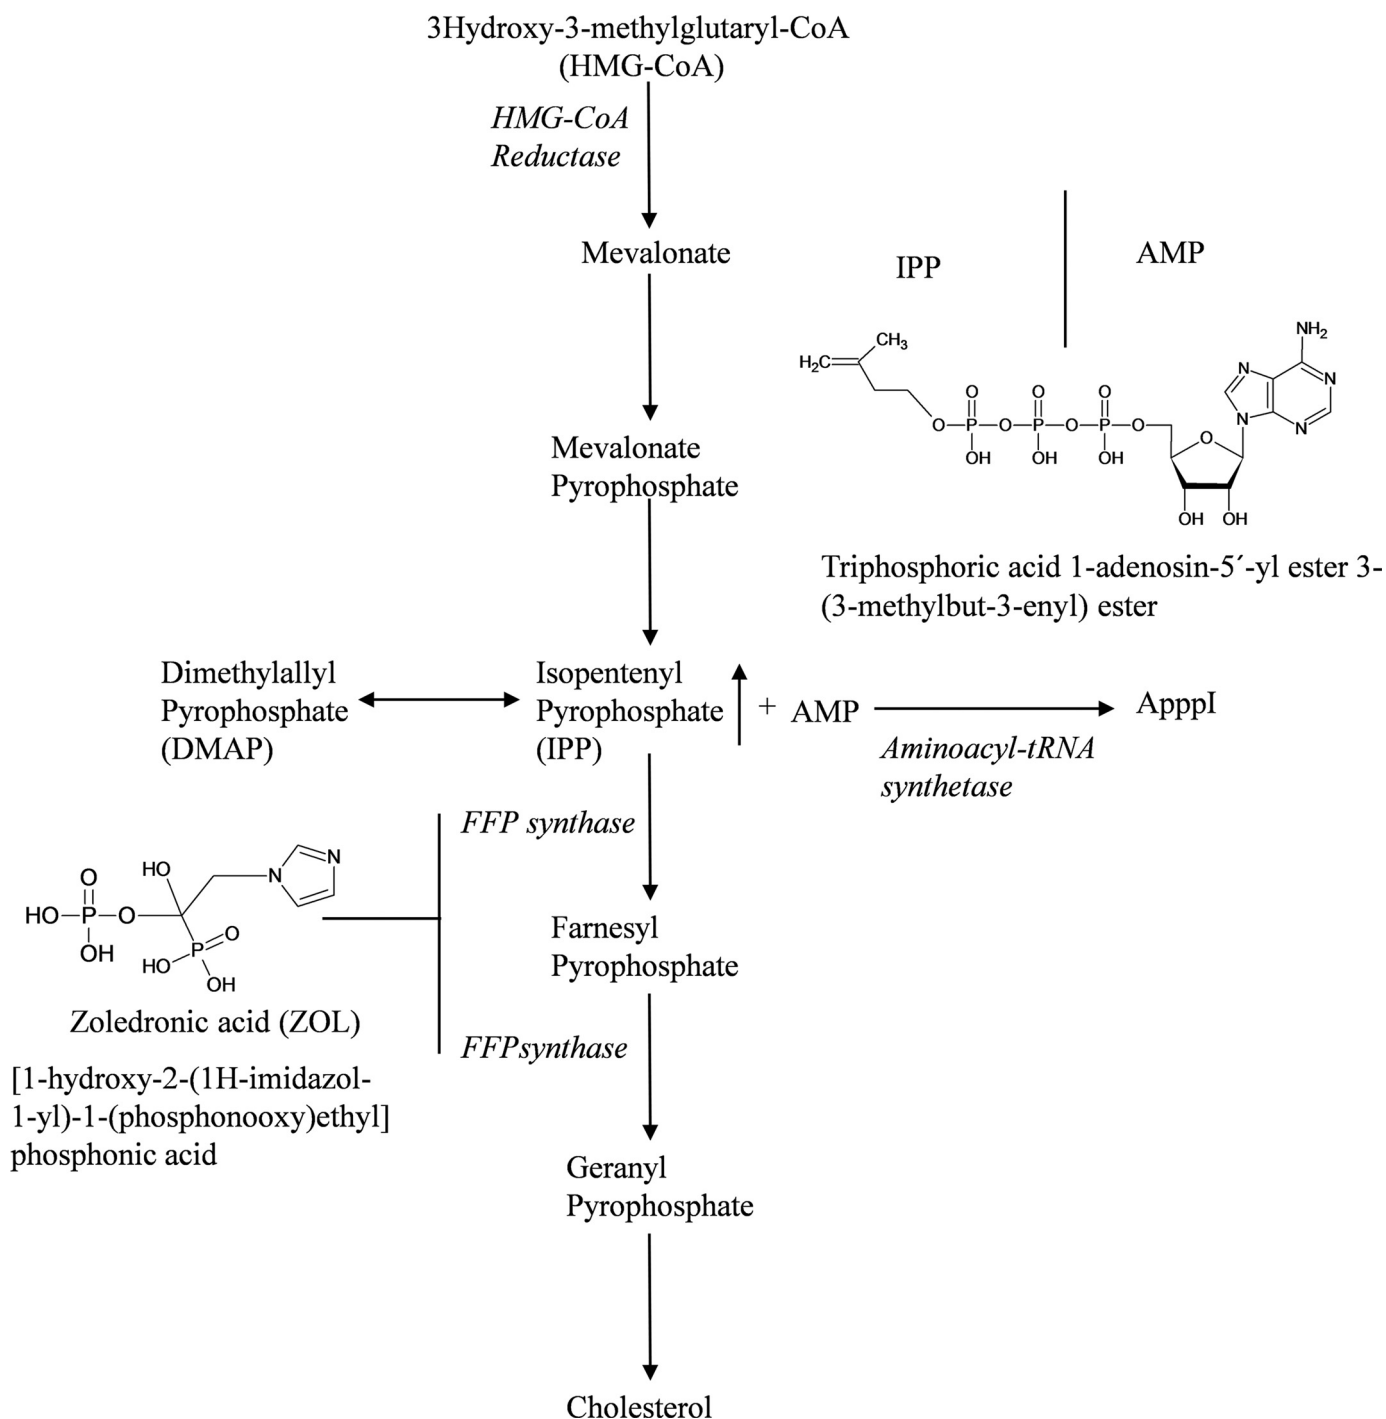 3Hydroxy-3-methylglutaryl-CoA
(HMG-CoA)
HMG-CoA
Reductase
Mevalonate
IPP
AMP
NH2
H2C
CH3
N
N
N
N
O
O
O
O
P
O
P
O
P
O
O
OH
OH
OH
OH
OH
Mevalonate
Pyrophosphate
Triphosphoric acid 1-adenosin-5´-yl ester 3-
(3-methylbut-3-enyl) ester
Dimethylallyl
Pyrophosphate
(DMAP)
Isopentenyl
Pyrophosphate
(IPP)
+
AMP
ApppI
Aminoacyl-tRNA
synthetase
FFP synthase
O
HO
N
N
HO
P
O
OH
P
O
HO
OH
Zoledronic acid (ZOL)
[1-hydroxy-2-(1H-imidazol-
1-yl)-1-(phosphonooxy)ethyl]
phosphonic acid
Farnesyl
Pyrophosphate
FFPsynthase
Geranyl
Pyrophosphate
Cholesterol